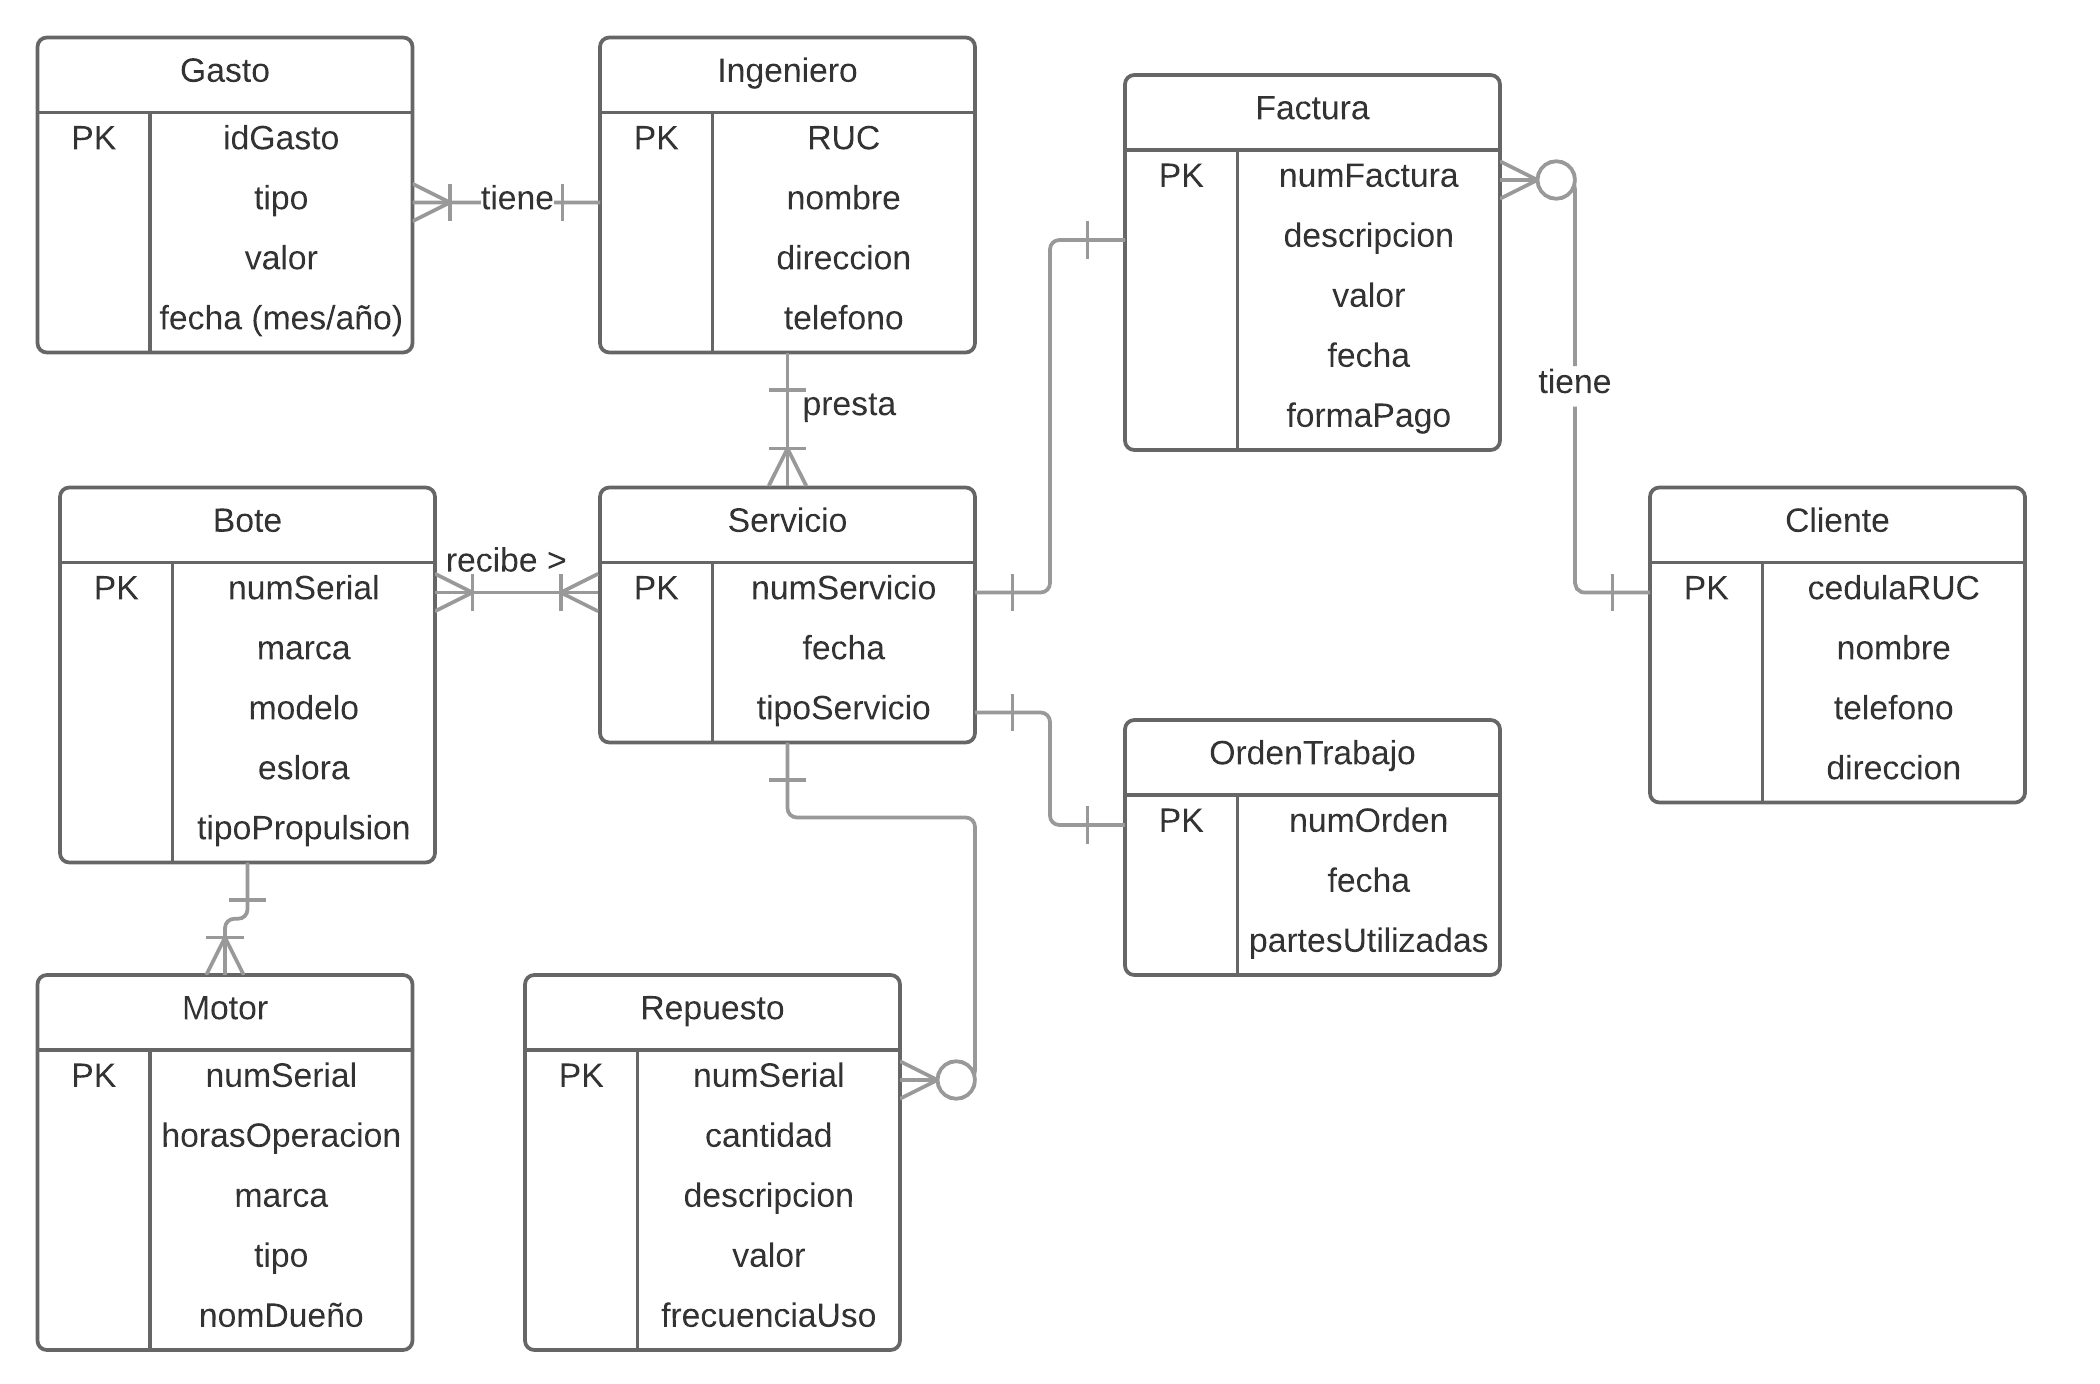 Gasto
PK idGasto
tipo
valor
fecha (mes/año)
tiene
Ingeniero
PK RUC
nombre
direccion
telefono
presta
Factura
PK numFactura
descripcion
valor
fecha
formaPago
tiene
Bote
PK numSerial
marca
modelo
eslora
tipoPropulsion
recibe >
Servicio
PK numServicio
fecha
tipoServicio
Cliente
PK cedulaRUC
nombre
telefono
direccion
OrdenTrabajo
PK numOrden
fecha
partesUtilizadas
Motor
PK numSerial
horasOperacion
marca
tipo
nomDueño
Repuesto
PK numSerial
cantidad
descripcion
valor
frecuenciaUso